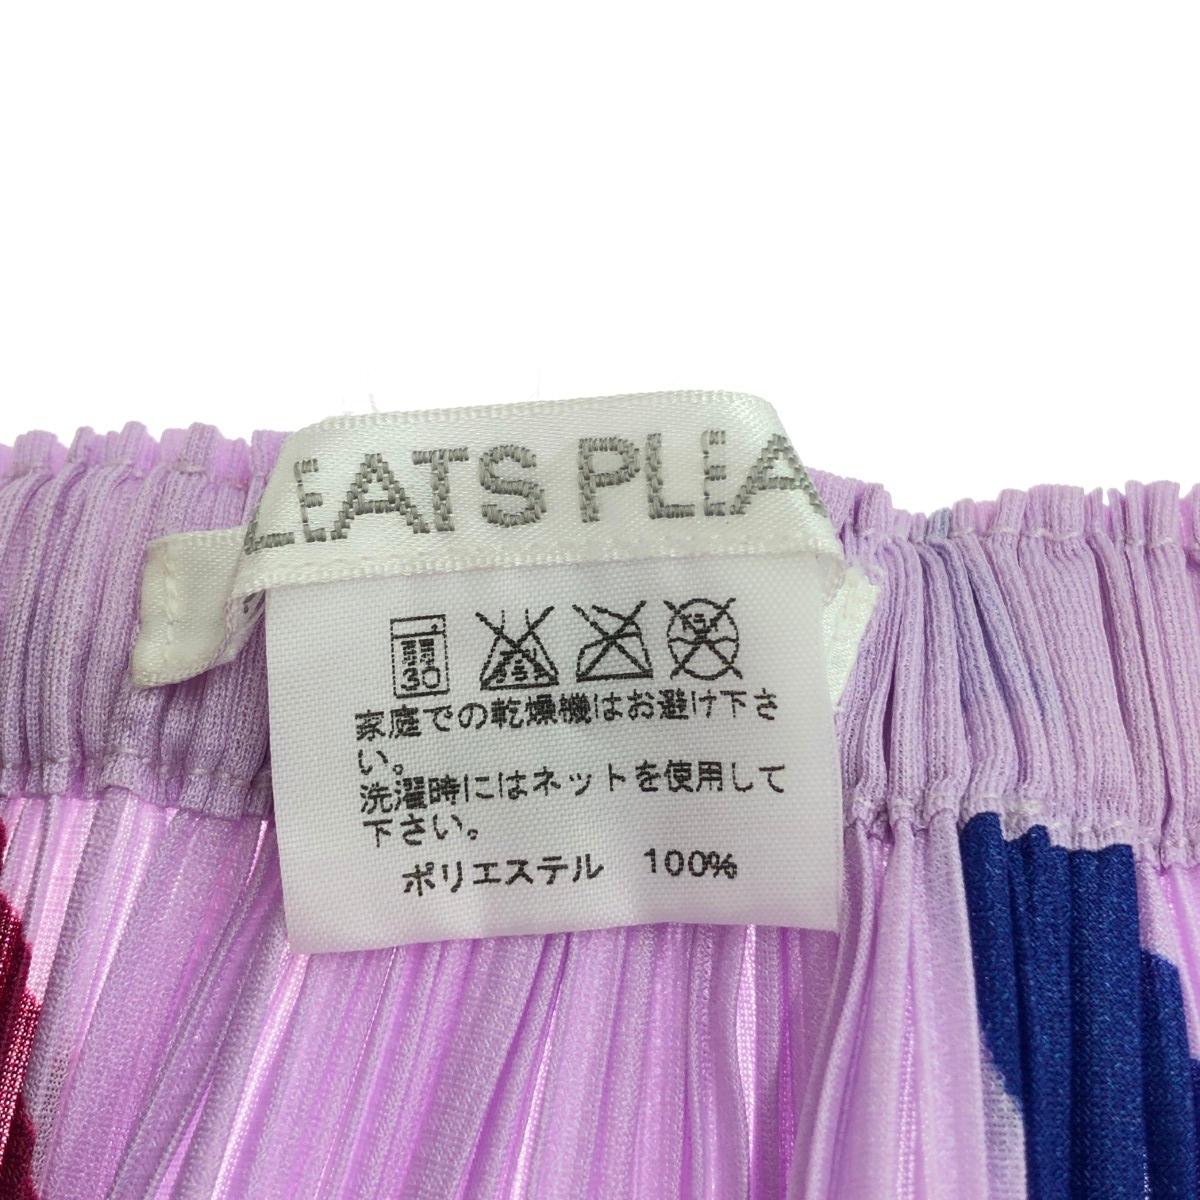 LEATS PLEA
30
家庭での乾燥機はお避け下さ
い。
洗濯時にはネットを使用して
下さい。
ポリエステル 100%